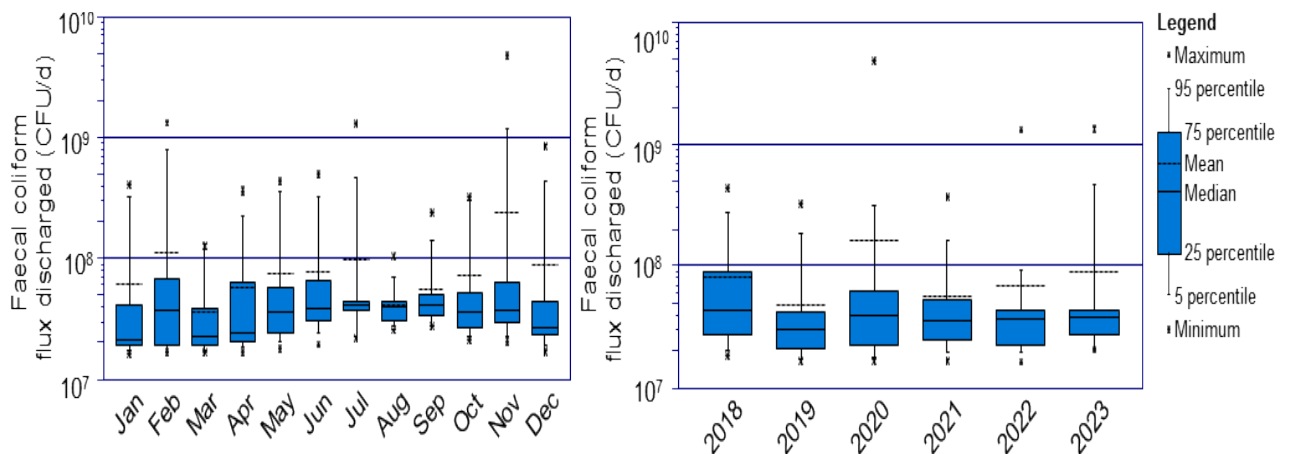 Faecal coliform
flux discharged (CFU/d)
10^10
10^9
10^8
10^7
Jan Feb Mar Apr May Jun Jul Aug Sep Oct Nov Dec
Faecal coliform
flux discharged (CFU/d)
10^10
10^9
10^8
10^7
2018 2019 2020 2021 2022 2023
Legend
Maximum
95 percentile
75 percentile
Mean
Median
25 percentile
5 percentile
Minimum